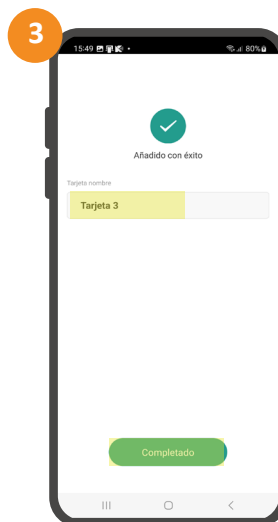 3
15:49
80%
Añadido con éxito
Tarjeta nombre
Tarjeta 3
Completado